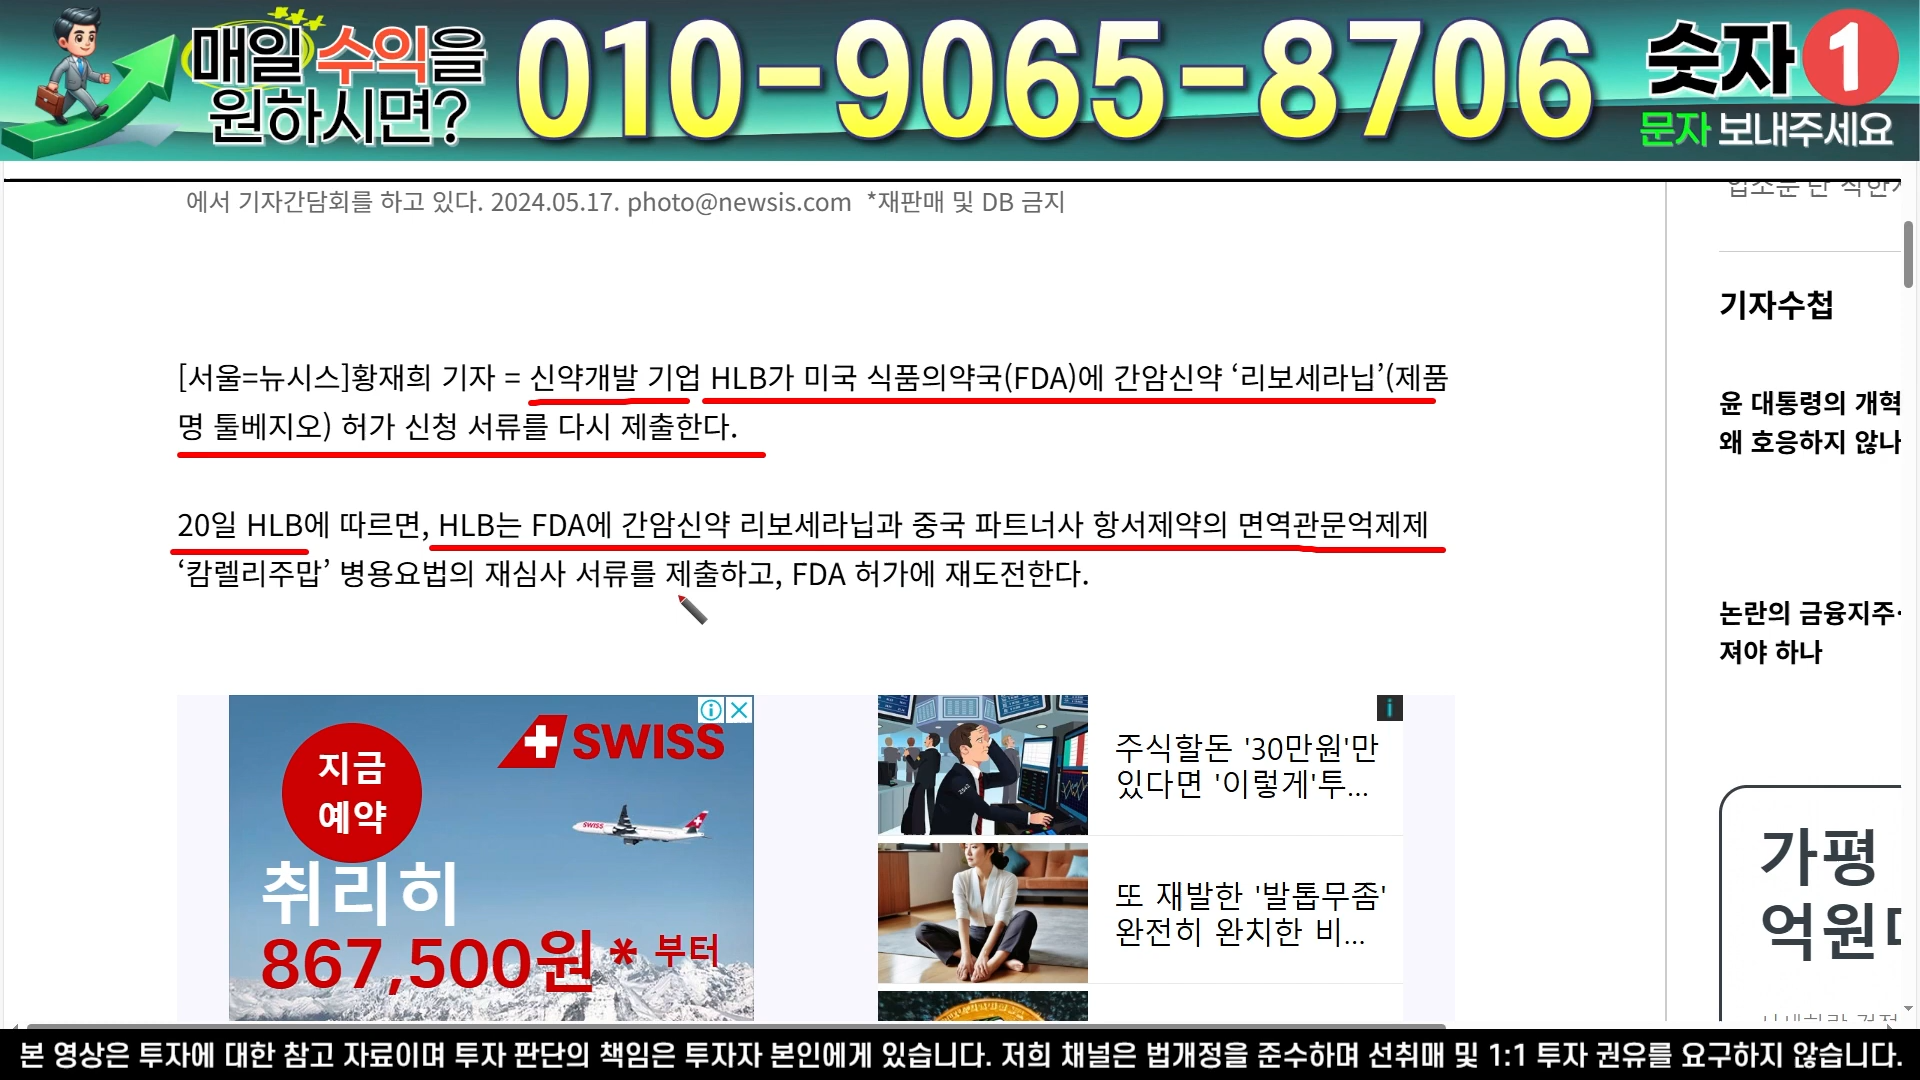 매일 수익을
원하시면?
010-9065-8706
숫자 1
문자 보내주세요
에서 기자간담회를 하고 있다. 2024.05.17. photo@newsis.com *재판매 및 DB 금지
[서울=뉴시스]황재희 기자 = 신약개발 기업 HLB가 미국 식품의약국(FDA)에 간암신약 ‘리보세라닙’(제품
명 툴베지오) 허가 신청 서류를 다시 제출한다.
20일 HLB에 따르면, HLB는 FDA에 간암신약 리보세라닙과 중국 파트너사 항서제약의 면역관문억제제
‘캄렐리주맙’ 병용요법의 재심사 서류를 제출하고, FDA 허가에 재도전한다.
지금
예약
SWISS
SWISS
취리히
867,500원* 부터
주식할돈 '30만원'만
있다면 '이렇게'투...
또 재발한 '발톱무좀'
완전히 완치한 비...
기자수첩
윤 대통령의 개혁
왜 호응하지 않나
논란의 금융지주
져야 하나
가평
억원
본 영상은 투자에 대한 참고 자료이며 투자 판단의 책임은 투자자 본인에게 있습니다. 저희 채널은 법개정을 준수하며 선취매 및 1:1 투자 권유를 요구하지 않습니다.